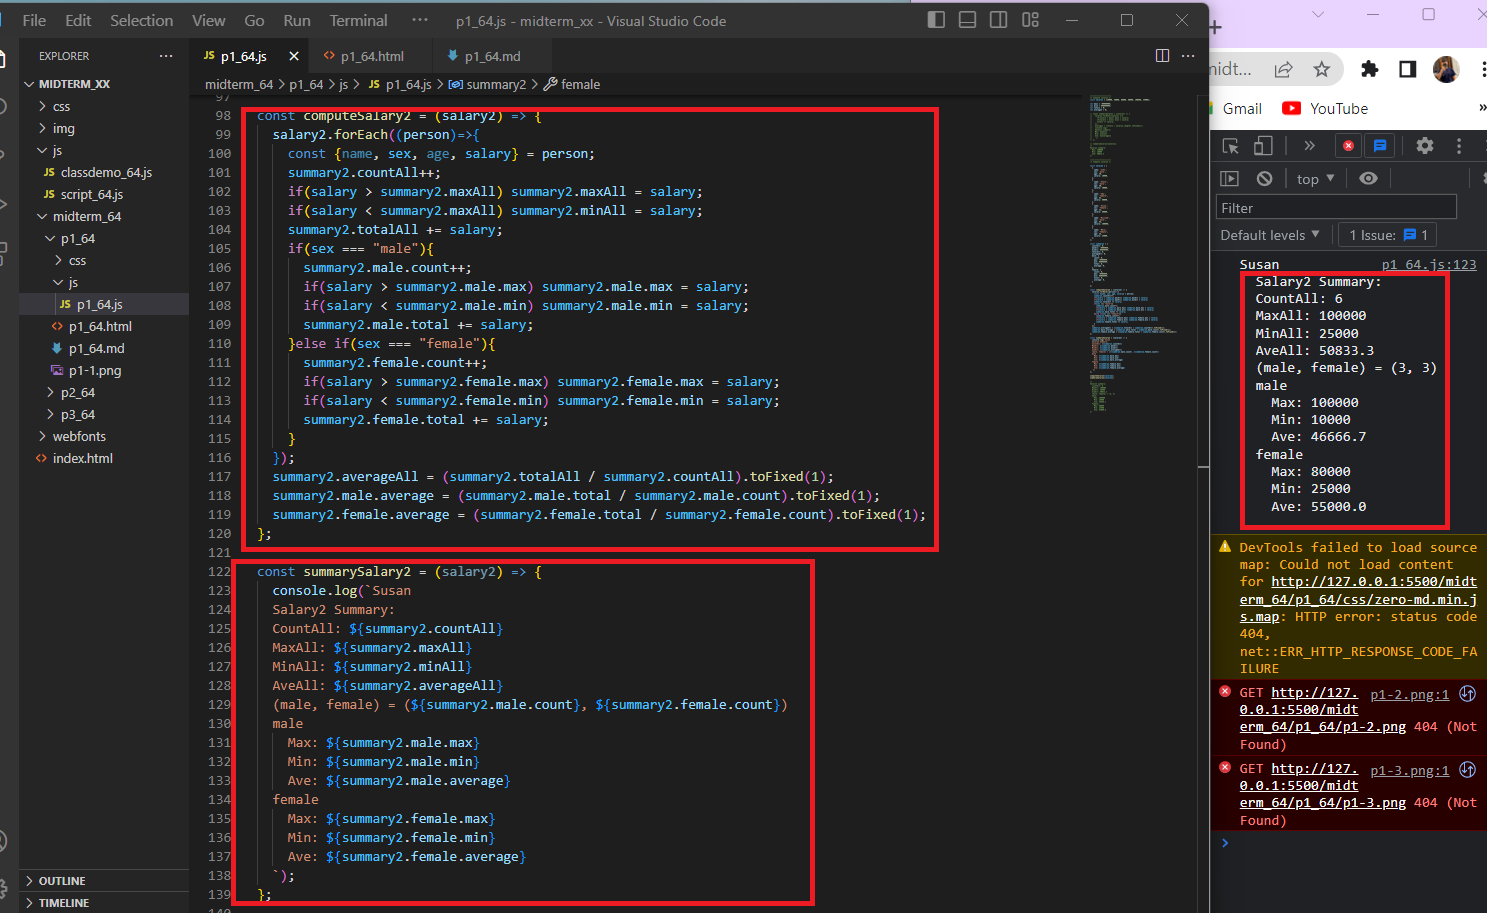 File Edit Selection View Go Run Terminal ··· p1_64.js - midterm_xx - Visual Studio Code
EXPLORER ···
MIDTERM_XX
css
img
js
JS classdemo_64.js
JS script_64.js
midterm_64
p1_64
css
js
JS p1_64.js
<> p1_64.html
p1_64.md
p1-1.png
p2_64
p3_64
webfonts
<> index.html
OUTLINE
TIMELINE
JS p1_64.js <> p1_64.html p1_64.md
midterm_64 > p1_64 > js > JS p1_64.js > summary2 > female
97
98 const computeSalary2 = (salary2) => {
99 salary2.forEach((person)=>{
100 const {name, sex, age, salary} = person;
101 summary2.countAll++;
102 if(salary > summary2.maxAll) summary2.maxAll = salary;
103 if(salary < summary2.maxAll) summary2.minAll = salary;
104 summary2.totalAll += salary;
105 if(sex === "male"){
106 summary2.male.count++;
107 if(salary > summary2.male.max) summary2.male.max = salary;
108 if(salary < summary2.male.min) summary2.male.min = salary;
109 summary2.male.total += salary;
110 }else if(sex === "female"){
111 summary2.female.count++;
112 if(salary > summary2.female.max) summary2.female.max = salary;
113 if(salary < summary2.female.min) summary2.female.min = salary;
114 summary2.female.total += salary;
115 }
116 });
117 summary2.averageAll = (summary2.totalAll / summary2.countAll).toFixed(1);
118 summary2.male.average = (summary2.male.total / summary2.male.count).toFixed(1);
119 summary2.female.average = (summary2.female.total / summary2.female.count).toFixed(1);
120 };
121
122 const summarySalary2 = (salary2) => {
123 console.log(`Susan
124 Salary2 Summary:
125 CountAll: ${summary2.countAll}
126 MaxAll: ${summary2.maxAll}
127 MinAll: ${summary2.minAll}
128 AveAll: ${summary2.averageAll}
129 (male, female) = (${summary2.male.count}, ${summary2.female.count})
130 male
131 Max: ${summary2.male.max}
132 Min: ${summary2.male.min}
133 Ave: ${summary2.male.average}
134 female
135 Max: ${summary2.female.max}
136 Min: ${summary2.female.min}
137 Ave: ${summary2.female.average}
138 `);
139 };
140
midt...
Gmail YouTube »
top
Filter
Default levels 1 Issue: 1
Susan p1_64.js:123
Salary2 Summary:
CountAll: 6
MaxAll: 100000
MinAll: 25000
AveAll: 50833.3
(male, female) = (3, 3)
male
Max: 100000
Min: 10000
Ave: 46666.7
female
Max: 80000
Min: 25000
Ave: 55000.0
DevTools failed to load source
map: Could not load content
for http://127.0.0.1:5500/midt
erm_64/p1_64/css/zero-md.min.j
s.map: HTTP error: status code
404,
net::ERR_HTTP_RESPONSE_CODE_FA
ILURE
GET http://127. p1-2.png:1
0.0.1:5500/midt
erm_64/p1_64/p1-2.png 404 (Not
Found)
GET http://127. p1-3.png:1
0.0.1:5500/midt
erm_64/p1_64/p1-3.png 404 (Not
Found)